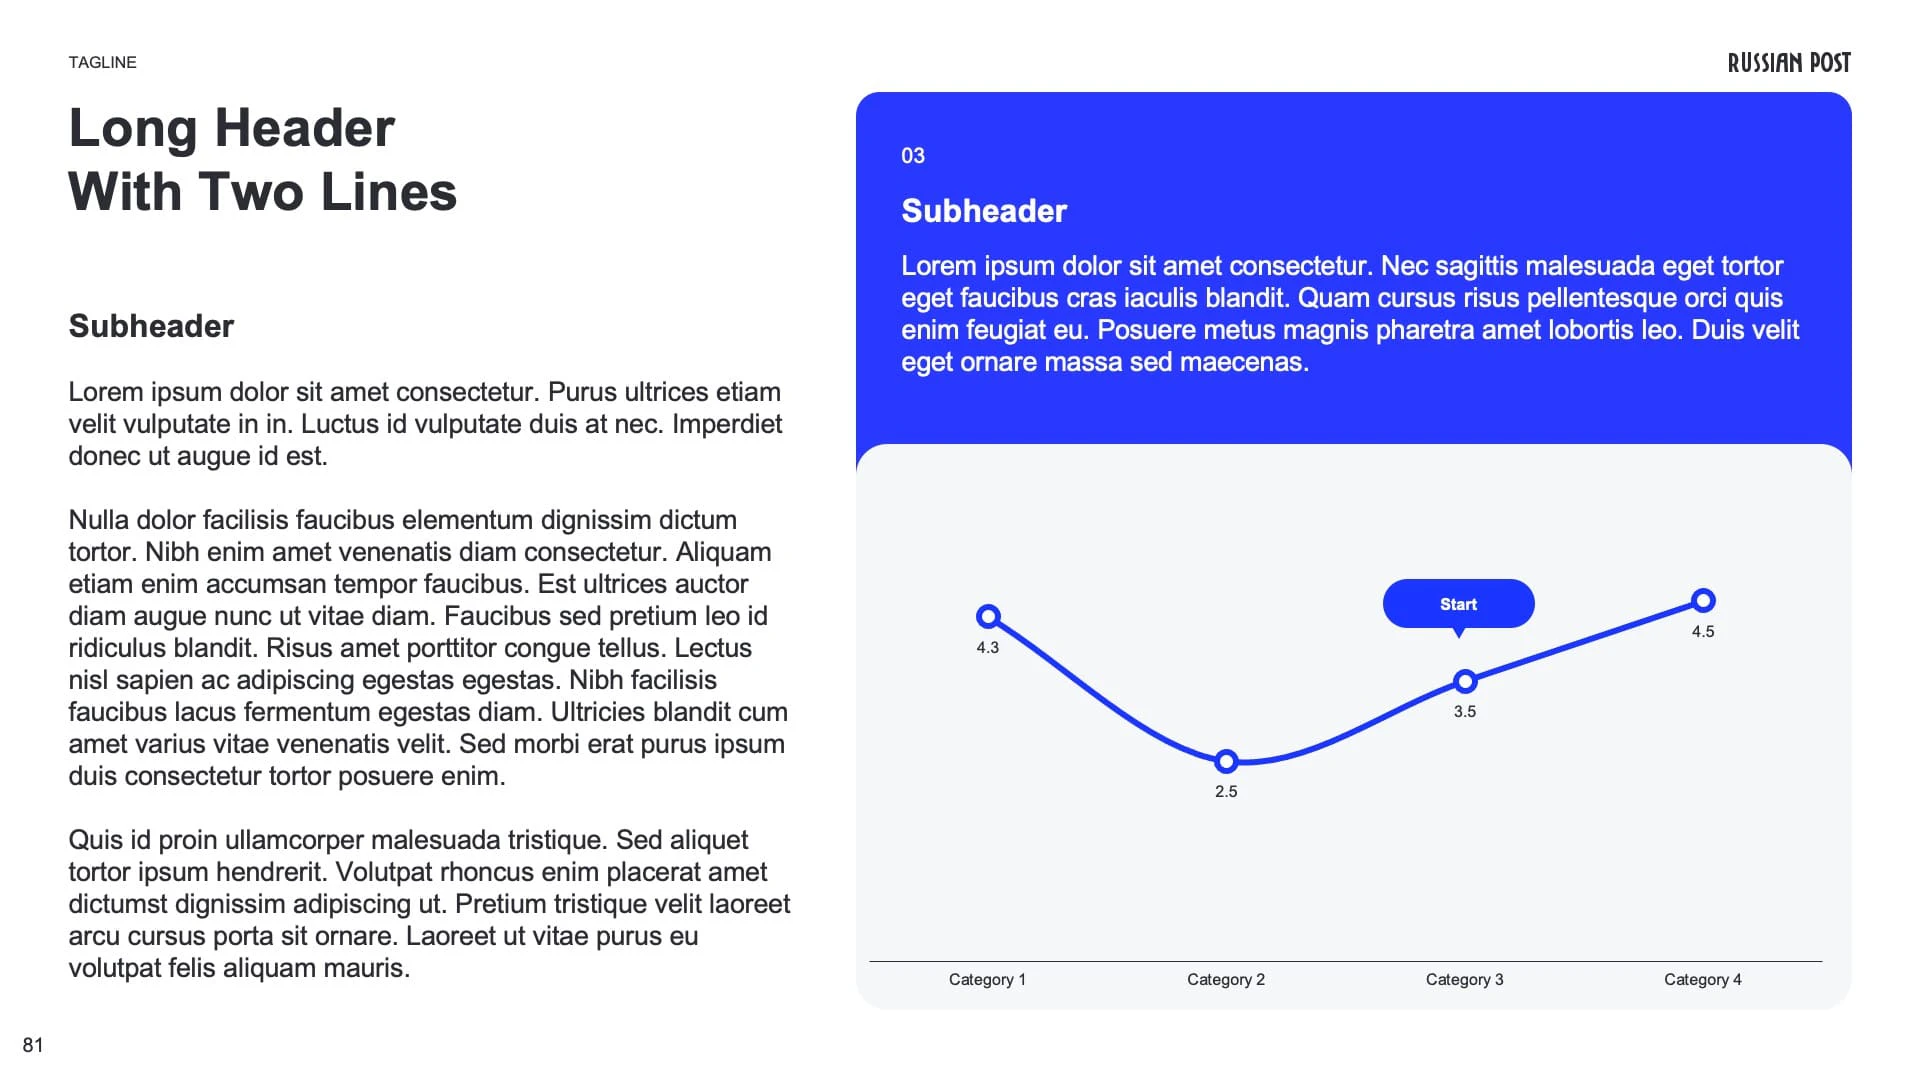 TAGLINE
RUSSIAN POST
Long Header
With Two Lines
Subheader
Lorem ipsum dolor sit amet consectetur. Purus ultrices etiam
velit vulputate in in. Luctus id vulputate duis at nec. Imperdiet
donec ut augue id est.
Nulla dolor facilisis faucibus elementum dignissim dictum
tortor. Nibh enim amet venenatis diam consectetur. Aliquam
etiam enim accumsan tempor faucibus. Est ultrices auctor
diam augue nunc ut vitae diam. Faucibus sed pretium leo id
ridiculus blandit. Risus amet porttitor congue tellus. Lectus
nisl sapien ac adipiscing egestas egestas. Nibh facilisis
faucibus lacus fermentum egestas diam. Ultricies blandit cum
amet varius vitae venenatis velit. Sed morbi erat purus ipsum
duis consectetur tortor posuere enim.
Quis id proin ullamcorper malesuada tristique. Sed aliquet
tortor ipsum hendrerit. Volutpat rhoncus enim placerat amet
dictumst dignissim adipiscing ut. Pretium tristique velit laoreet
arcu cursus porta sit ornare. Laoreet ut vitae purus eu
volutpat felis aliquam mauris.
03
Subheader
Lorem ipsum dolor sit amet consectetur. Nec sagittis malesuada eget tortor
eget faucibus cras iaculis blandit. Quam cursus risus pellentesque orci quis
enim feugiat eu. Posuere metus magnis pharetra amet lobortis leo. Duis velit
eget ornare massa sed maecenas.
Start
4.3
2.5
3.5
4.5
Category 1
Category 2
Category 3
Category 4
81